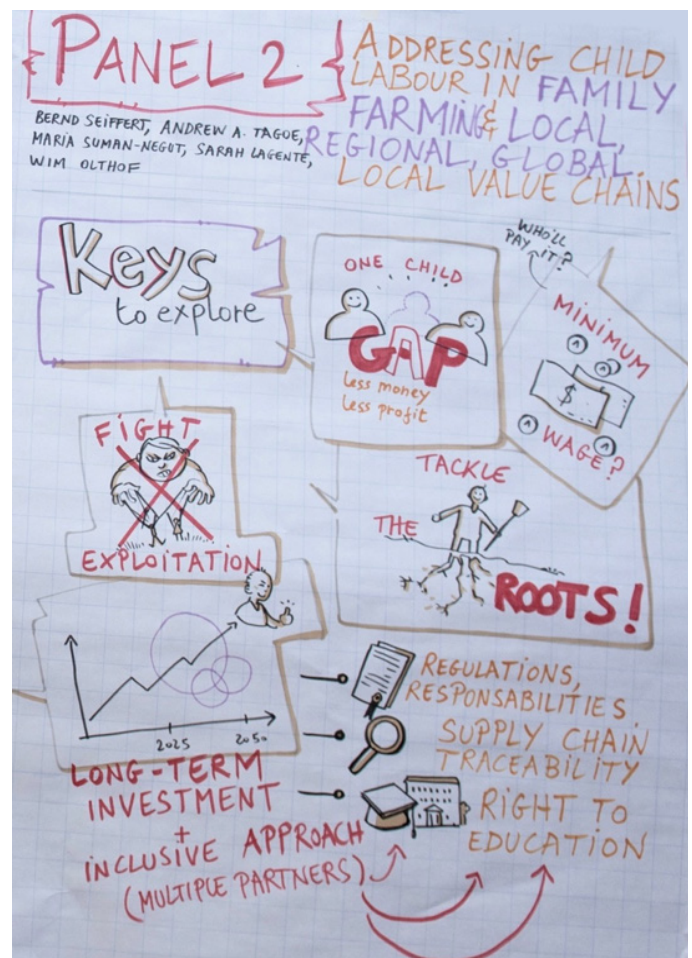 PANEL 2
BERND SEIFFERT, ANDREW A. TAGOE,
MARIA SUMAN-NEGUT, SARAH LAGENTE,
WIM OLTHOF
ADDRESSING CHILD
LABOUR IN FAMILY
FARMING & LOCAL,
REGIONAL, GLOBAL
LOCAL VALUE CHAINS
Keys
to explore
ONE CHILD
GAP
less money
less profit
WHO'LL
PAY IT?
MINIMUM
$
WAGE?
FIGHT
EXPLOITATION
TACKLE
THE
ROOTS!
2025 2050
LONG-TERM
INVESTMENT
+
INCLUSIVE APPROACH
(MULTIPLE PARTNERS)
REGULATIONS,
RESPONSABILITIES
SUPPLY CHAIN
TRACEABILITY
RIGHT TO
EDUCATION